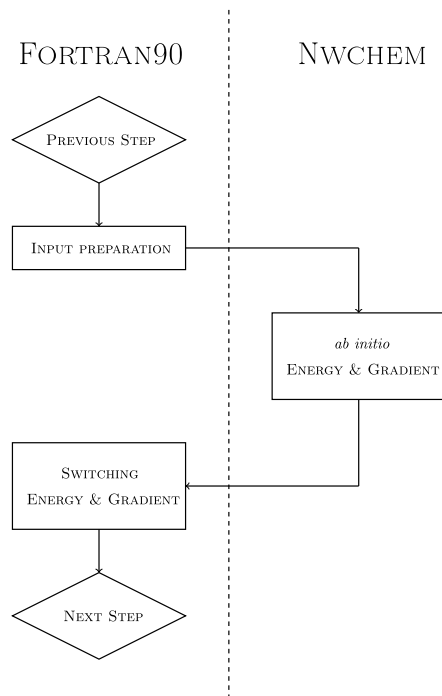 FORTRAN90
NWCHEM
PREVIOUS STEP
INPUT PREPARATION
ab initio
ENERGY & GRADIENT
SWITCHING
ENERGY & GRADIENT
NEXT STEP